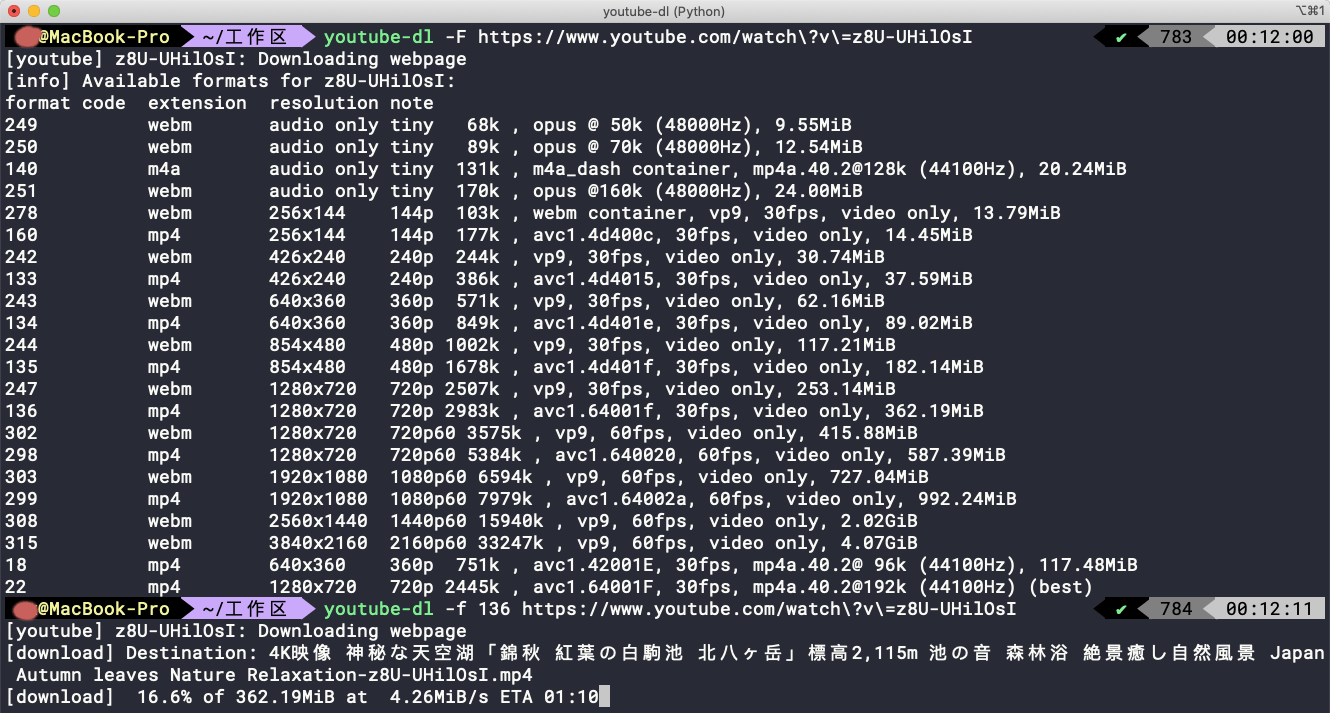 youtube-dl (Python)
⌥⌘1
@MacBook-Pro ~/工作区 youtube-dl -F https://www.youtube.com/watch\?v\=z8U-UHilOsI ✔ 783 00:12:00
[youtube] z8U-UHilOsI: Downloading webpage
[info] Available formats for z8U-UHilOsI:
format code  extension  resolution note
249          webm       audio only tiny   68k , opus @ 50k (48000Hz), 9.55MiB
250          webm       audio only tiny   89k , opus @ 70k (48000Hz), 12.54MiB
140          m4a        audio only tiny  131k , m4a_dash container, mp4a.40.2@128k (44100Hz), 20.24MiB
251          webm       audio only tiny  170k , opus @160k (48000Hz), 24.00MiB
278          webm       256x144    144p  103k , webm container, vp9, 30fps, video only, 13.79MiB
160          mp4        256x144    144p  177k , avc1.4d400c, 30fps, video only, 14.45MiB
242          webm       426x240    240p  244k , vp9, 30fps, video only, 30.74MiB
133          mp4        426x240    240p  386k , avc1.4d4015, 30fps, video only, 37.59MiB
243          webm       640x360    360p  571k , vp9, 30fps, video only, 62.16MiB
134          mp4        640x360    360p  849k , avc1.4d401e, 30fps, video only, 89.02MiB
244          webm       854x480    480p 1002k , vp9, 30fps, video only, 117.21MiB
135          mp4        854x480    480p 1678k , avc1.4d401f, 30fps, video only, 182.14MiB
247          webm       1280x720   720p 2507k , vp9, 30fps, video only, 253.14MiB
136          mp4        1280x720   720p 2983k , avc1.64001f, 30fps, video only, 362.19MiB
302          webm       1280x720   720p60 3575k , vp9, 60fps, video only, 415.88MiB
298          mp4        1280x720   720p60 5384k , avc1.640020, 60fps, video only, 587.39MiB
303          webm       1920x1080  1080p60 6594k , vp9, 60fps, video only, 727.04MiB
299          mp4        1920x1080  1080p60 7979k , avc1.64002a, 60fps, video only, 992.24MiB
308          webm       2560x1440  1440p60 15940k , vp9, 60fps, video only, 2.02GiB
315          webm       3840x2160  2160p60 33247k , vp9, 60fps, video only, 4.07GiB
18           mp4        640x360    360p  751k , avc1.42001E, 30fps, mp4a.40.2@ 96k (44100Hz), 117.48MiB
22           mp4        1280x720   720p 2445k , avc1.64001F, 30fps, mp4a.40.2@192k (44100Hz) (best)
@MacBook-Pro ~/工作区 youtube-dl -f 136 https://www.youtube.com/watch\?v\=z8U-UHilOsI ✔ 784 00:12:11
[youtube] z8U-UHilOsI: Downloading webpage
[download] Destination: 4K映像 神秘な天空湖「錦秋 紅葉の白駒池 北八ヶ岳」標高2,115m 池の音 森林浴 絶景癒し自然風景 Japan
Autumn leaves Nature Relaxation-z8U-UHilOsI.mp4
[download]  16.6% of 362.19MiB at  4.26MiB/s ETA 01:10